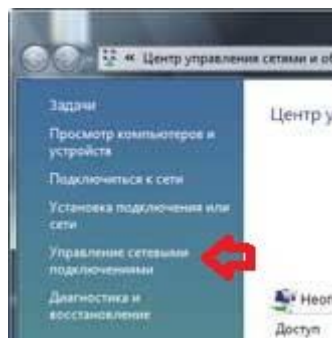 « Центр управления сетями и об
Задачи
Просмотр компьютеров и
устройств
Подключиться к сети
Установка подключения или
сети
Управление сетевыми
подключениями
Диагностика и
восстановление
Центр у
Неоп
Доступ